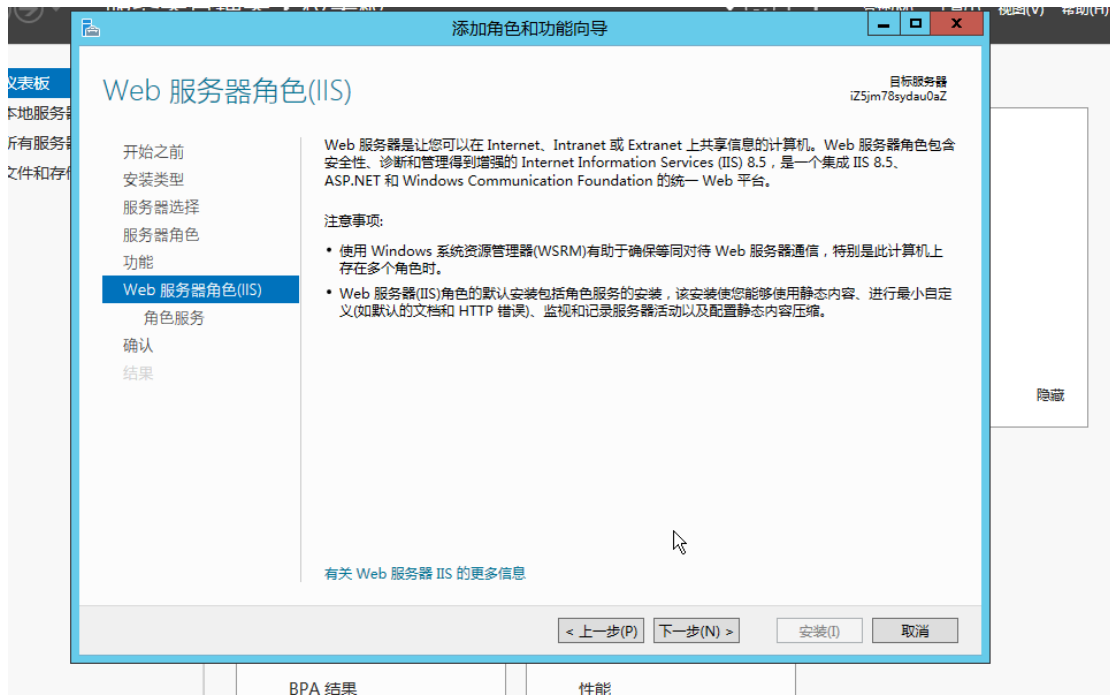 添加角色和功能向导
视图(V) 帮助(H)
仪表板
本地服务器
所有服务器
文件和存
Web 服务器角色(IIS)
目标服务器
iZ5jm78sydau0aZ
开始之前
安装类型
服务器选择
服务器角色
功能
Web 服务器角色(IIS)
角色服务
确认
结果
Web 服务器是让您可以在 Internet、Intranet 或 Extranet 上共享信息的计算机。Web 服务器角色包含
安全性、诊断和管理得到增强的 Internet Information Services (IIS) 8.5，是一个集成 IIS 8.5、
ASP.NET 和 Windows Communication Foundation 的统一 Web 平台。
注意事项:
• 使用 Windows 系统资源管理器(WSRM)有助于确保等同对待 Web 服务器通信，特别是此计算机上
存在多个角色时。
• Web 服务器(IIS)角色的默认安装包括角色服务的安装，该安装使您能够使用静态内容、进行最小自定
义(如默认的文档和 HTTP 错误)、监视和记录服务器活动以及配置静态内容压缩。
隐藏
有关 Web 服务器 IIS 的更多信息
< 上一步(P)
下一步(N) >
安装(I)
取消
BPA 结果
性能